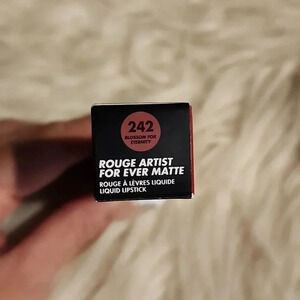 242
BLOSSOM FOR
ETERNITY
ROUGE ARTIST
FOR EVER MATTE
ROUGE À LÈVRES LIQUIDE
LIQUID LIPSTICK